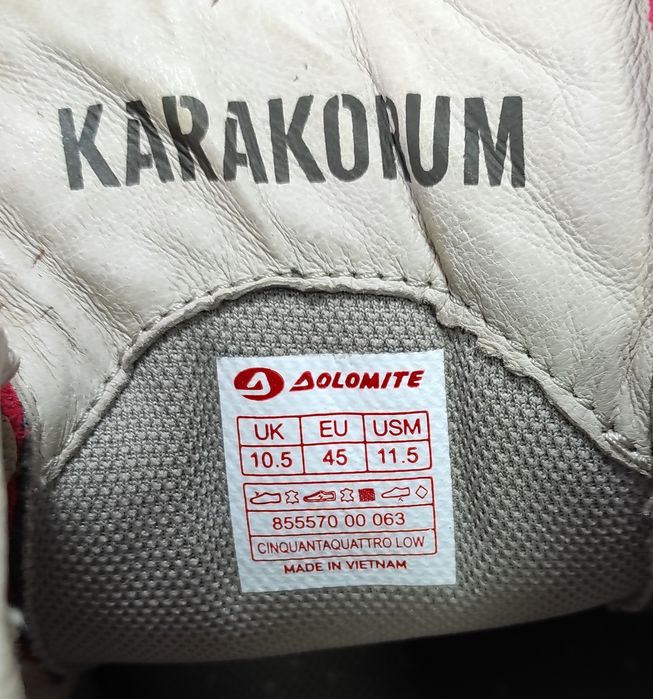 KARAKORUM
DOLOMITE
UK EU USM
10.5 45 11.5
855570 00 063
CINQUANTAQUATTRO LOW
MADE IN VIETNAM